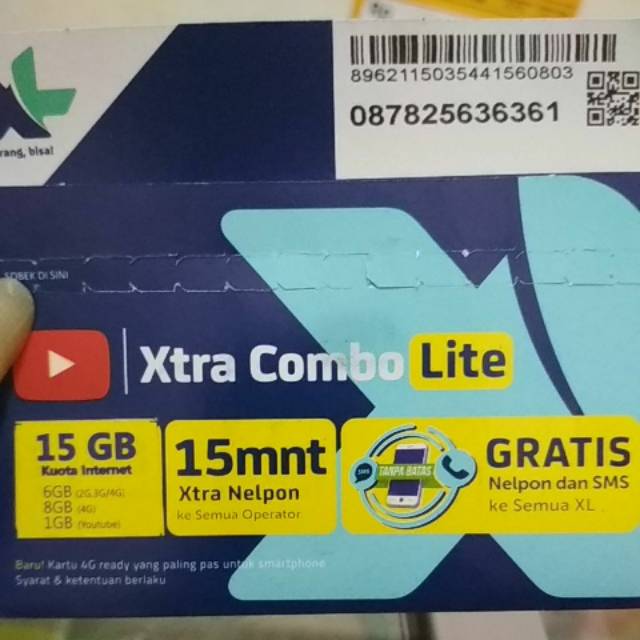 8962115035441560803
087825636361
XL
rang, bisa!
SOBEK DI SINI
Xtra Combo Lite
15 GB
Kuota Internet
6GB (2G,3G/4G)
8GB (4G)
1GB (Youtube)
15mnt
Xtra Nelpon
ke Semua Operator
SMS
TANPA BATAS
GRATIS
Nelpon dan SMS
ke Semua XL
Baru! Kartu 4G ready yang paling pas untuk smartphone
Syarat & ketentuan berlaku